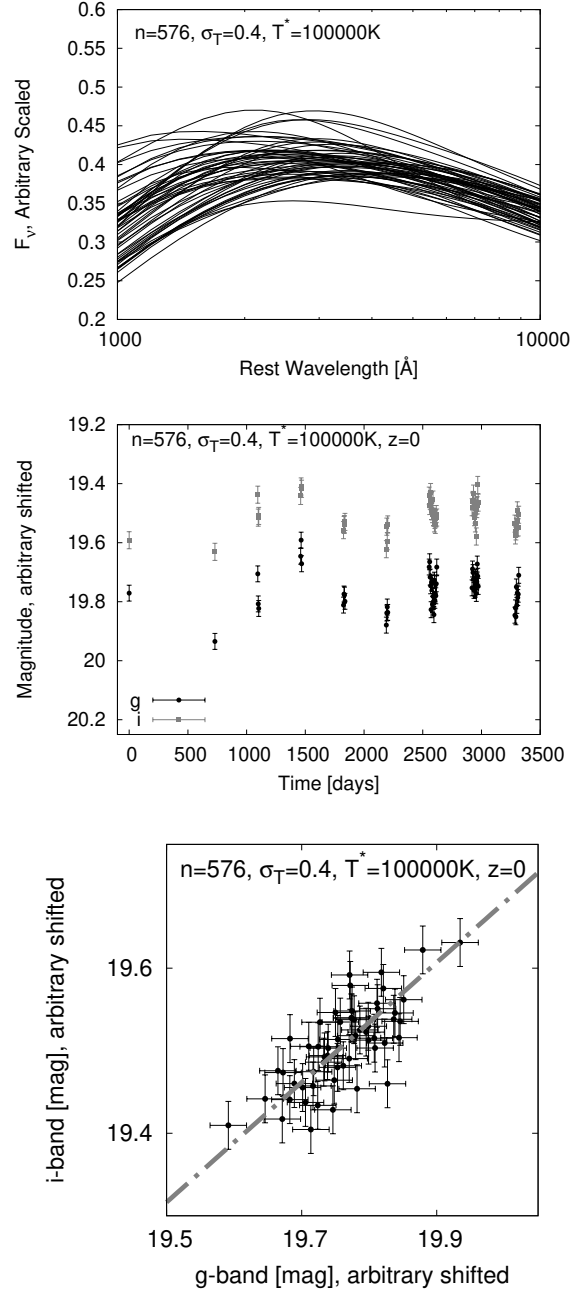 n=576, σT=0.4, T*=100000K
0.6
0.55
0.5
0.45
0.4
0.35
0.3
0.25
0.2
Fν, Arbitrary Scaled
1000
10000
Rest Wavelength [Å]
n=576, σT=0.4, T*=100000K, z=0
19.2
19.4
19.6
19.8
20
20.2
Magnitude, arbitrary shifted
g
i
0
500
1000
1500
2000
2500
3000
3500
Time [days]
n=576, σT=0.4, T*=100000K, z=0
19.6
19.4
i-band [mag], arbitrary shifted
19.5
19.7
19.9
g-band [mag], arbitrary shifted